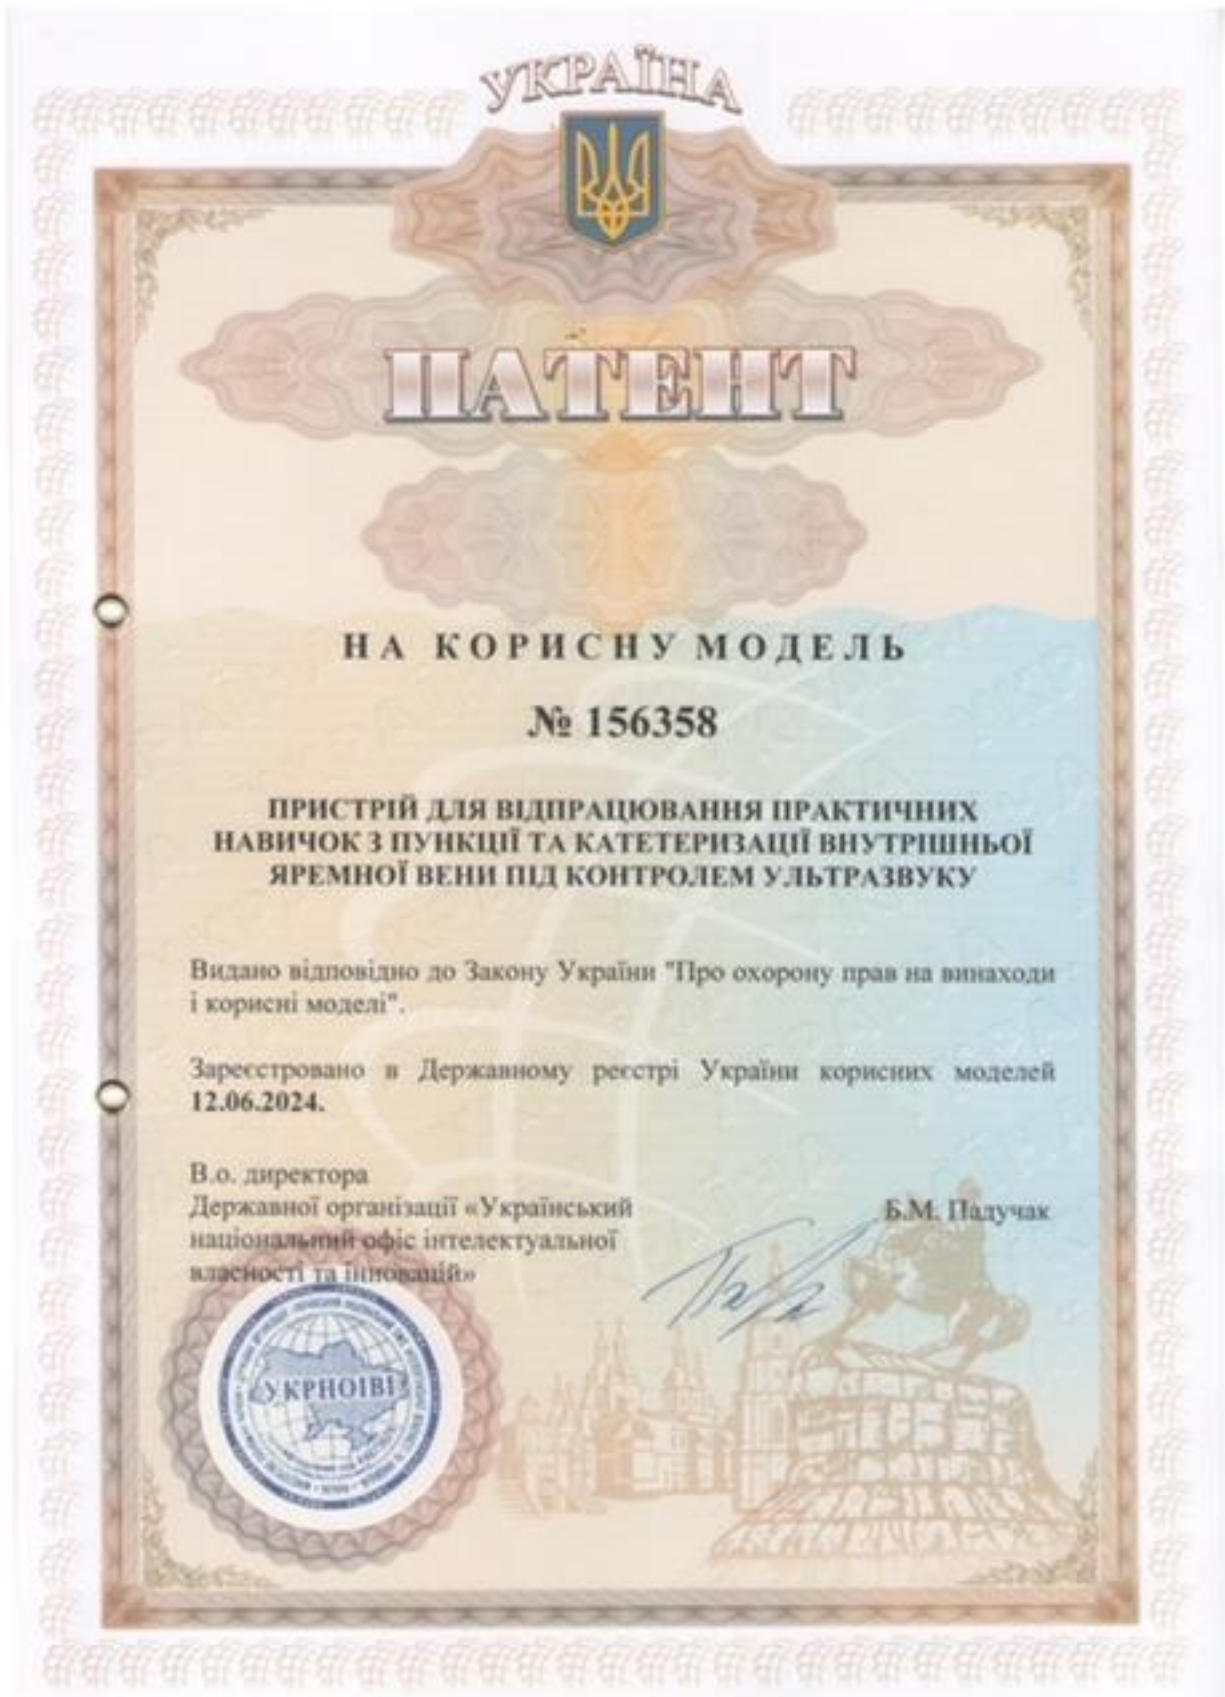 УКРАЇНА
ПАТЕНТ
НА КОРИСНУ МОДЕЛЬ
№ 156358
ПРИСТРІЙ ДЛЯ ВІДПРАЦЮВАННЯ ПРАКТИЧНИХ
НАВИЧОК З ПУНКЦІЇ ТА КАТЕТЕРИЗАЦІЇ ВНУТРІШНЬОЇ
ЯРЕМНОЇ ВЕНИ ПІД КОНТРОЛЕМ УЛЬТРАЗВУКУ
Видано відповідно до Закону України "Про охорону прав на винаходи
і корисні моделі".
Зареєстровано в Державному реєстрі України корисних моделей
12.06.2024.
В.о. директора
Державної організації «Український
національний офіс інтелектуальної
власності та інновацій»
Б.М. Падучак
УКРНОІВІ